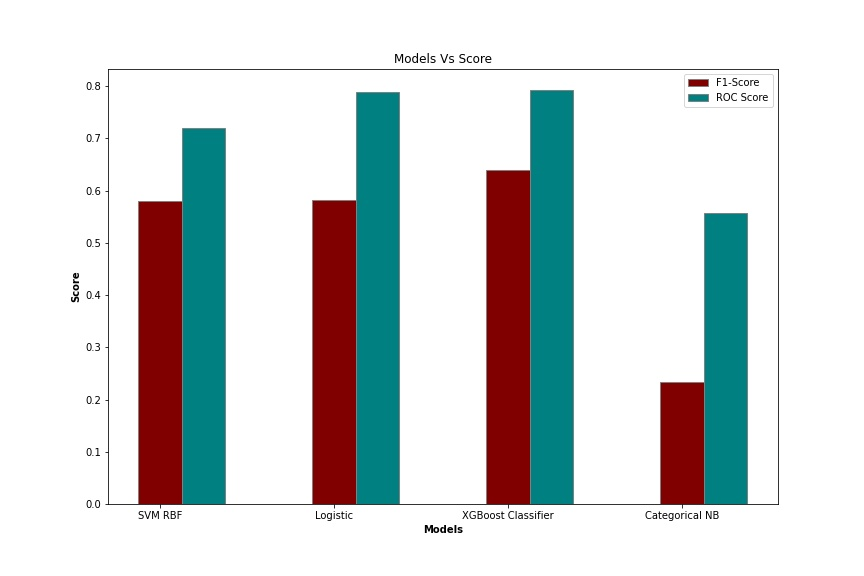 Models Vs Score
F1-Score
ROC Score
0.8
0.7
0.6
0.5
0.4
0.3
0.2
0.1
0.0
Score
SVM RBF
Logistic
XGBoost Classifier
Categorical NB
Models